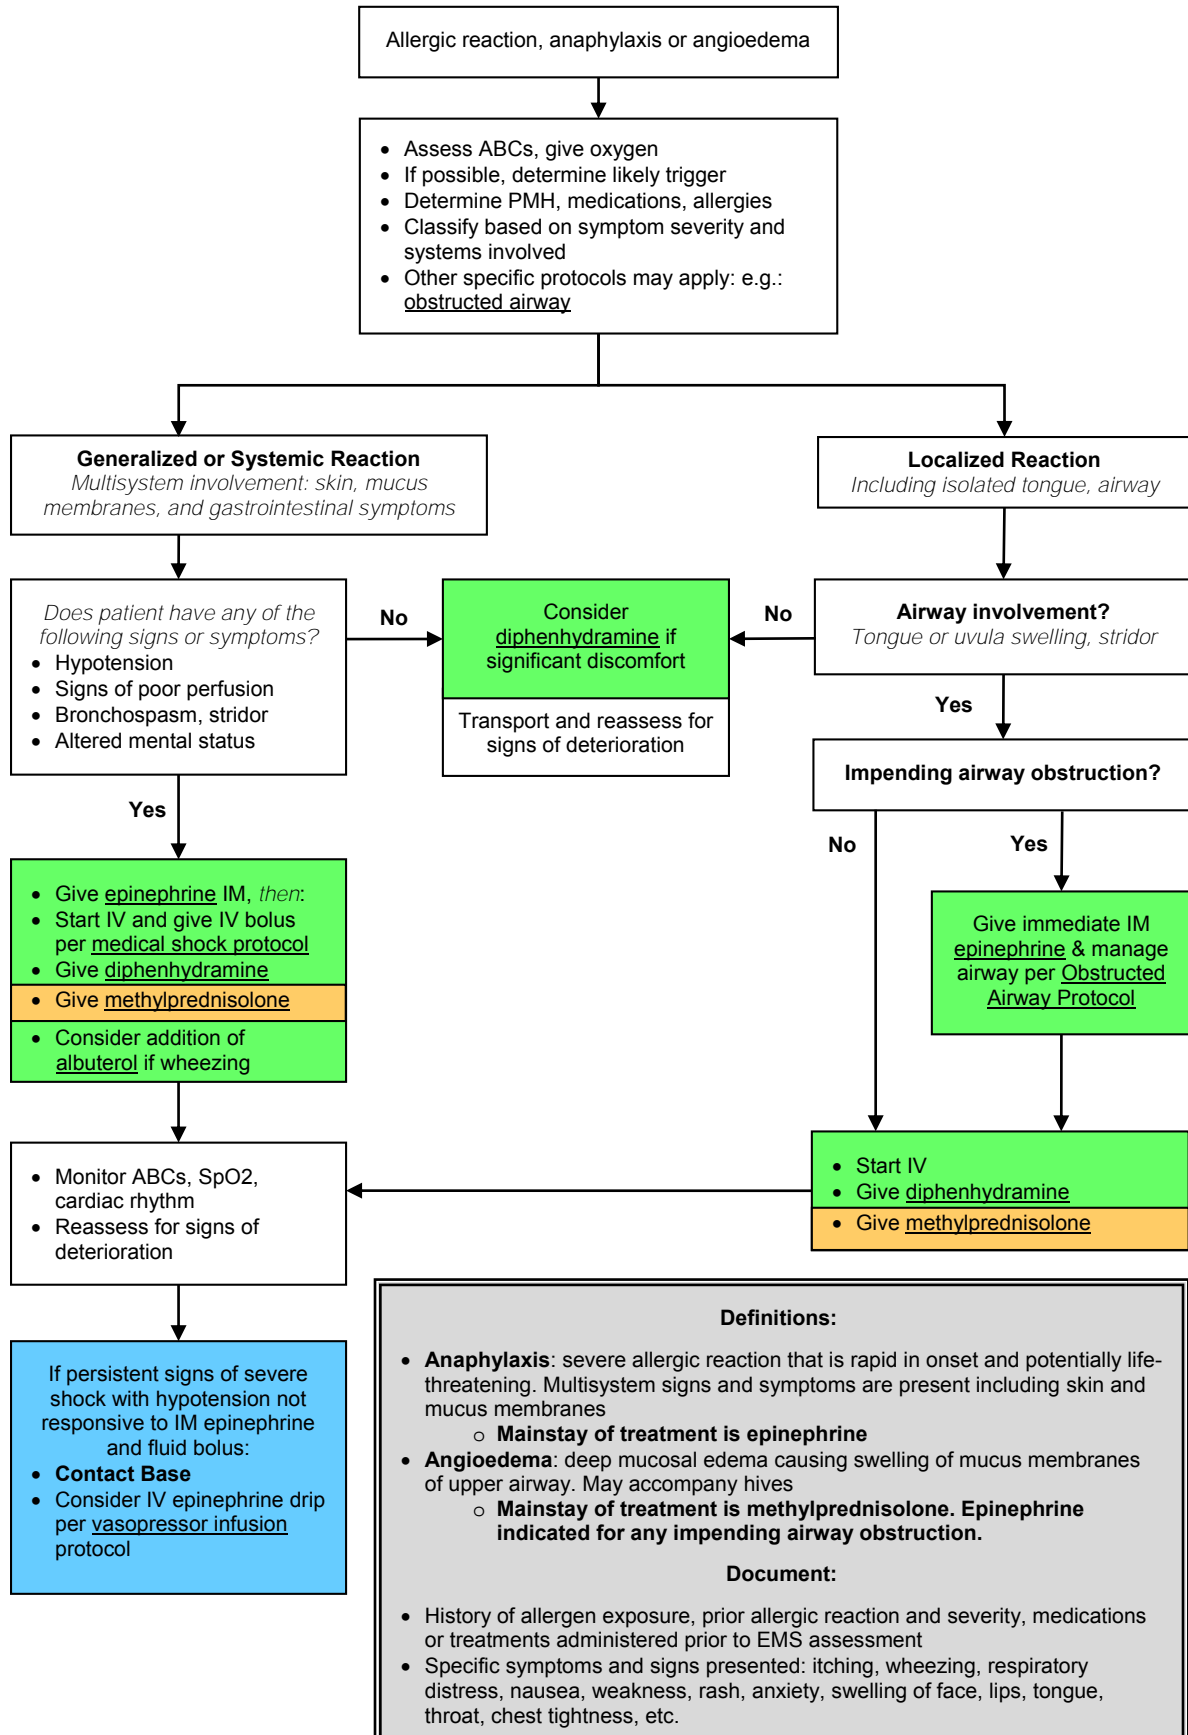 Allergic reaction, anaphylaxis or angioedema
• Assess ABCs, give oxygen
• If possible, determine likely trigger
• Determine PMH, medications, allergies
• Classify based on symptom severity and
systems involved
• Other specific protocols may apply: e.g.:
obstructed airway
Generalized or Systemic Reaction
Multisystem involvement: skin, mucus
membranes, and gastrointestinal symptoms
Localized Reaction
Including isolated tongue, airway
Does patient have any of the
following signs or symptoms?
• Hypotension
• Signs of poor perfusion
• Bronchospasm, stridor
• Altered mental status
No
Consider
diphenhydramine if
significant discomfort
Transport and reassess for
signs of deterioration
No
Airway involvement?
Tongue or uvula swelling, stridor
Yes
Impending airway obstruction?
Yes
No
Yes
• Give epinephrine IM, then:
• Start IV and give IV bolus
per medical shock protocol
• Give diphenhydramine
• Give methylprednisolone
• Consider addition of
albuterol if wheezing
Give immediate IM
epinephrine & manage
airway per Obstructed
Airway Protocol
• Start IV
• Give diphenhydramine
• Give methylprednisolone
• Monitor ABCs, SpO2,
cardiac rhythm
• Reassess for signs of
deterioration
If persistent signs of severe
shock with hypotension not
responsive to IM epinephrine
and fluid bolus:
• Contact Base
• Consider IV epinephrine drip
per vasopressor infusion
protocol
Definitions:
• Anaphylaxis: severe allergic reaction that is rapid in onset and potentially life-
threatening. Multisystem signs and symptoms are present including skin and
mucus membranes
o Mainstay of treatment is epinephrine
• Angioedema: deep mucosal edema causing swelling of mucus membranes
of upper airway. May accompany hives
o Mainstay of treatment is methylprednisolone. Epinephrine
indicated for any impending airway obstruction.
Document:
• History of allergen exposure, prior allergic reaction and severity, medications
or treatments administered prior to EMS assessment
• Specific symptoms and signs presented: itching, wheezing, respiratory
distress, nausea, weakness, rash, anxiety, swelling of face, lips, tongue,
throat, chest tightness, etc.